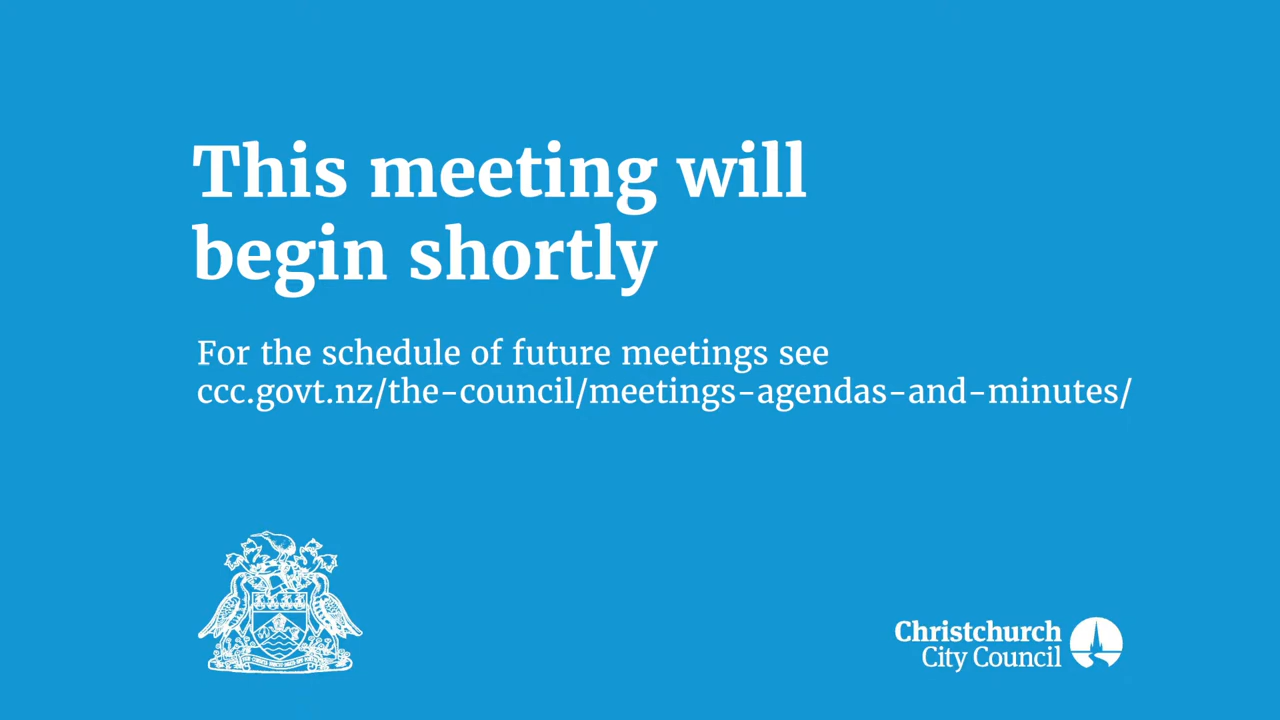 This meeting will
begin shortly
For the schedule of future meetings see
ccc.govt.nz/the-council/meetings-agendas-and-minutes/
Christchurch
City Council